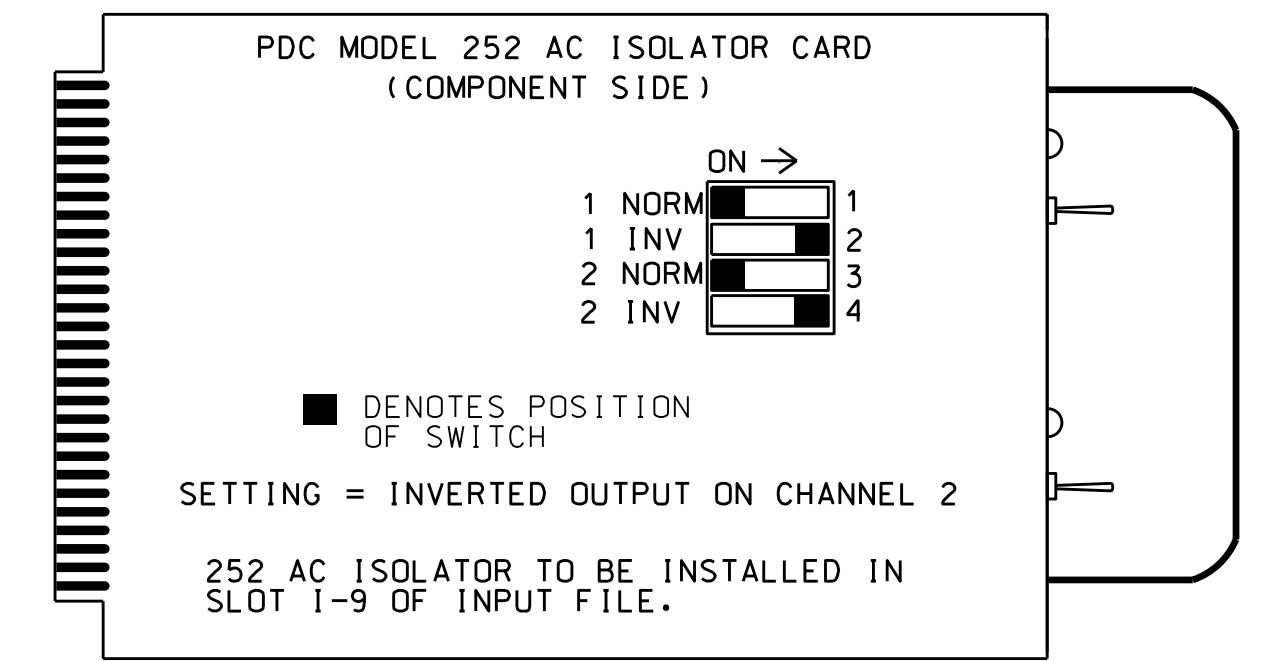 PDC MODEL 252 AC ISOLATOR CARD
(COMPONENT SIDE)
ON →
1 NORM 1
1 INV 2
2 NORM 3
2 INV 4
DENOTES POSITION
OF SWITCH
SETTING = INVERTED OUTPUT ON CHANNEL 2
252 AC ISOLATOR TO BE INSTALLED IN
SLOT I-9 OF INPUT FILE.